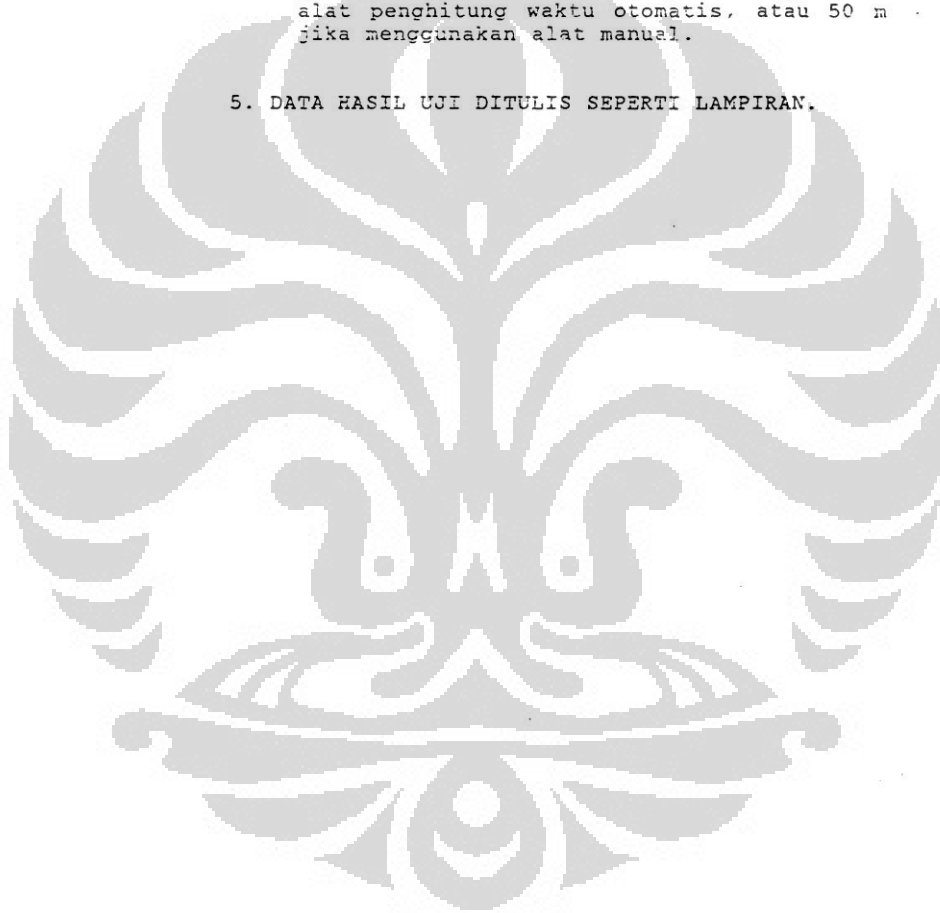 alat penghitung waktu otomatis, atau 50 m
jika menggunakan alat manual.
5. DATA HASIL UJI DITULIS SEPERTI LAMPIRAN.